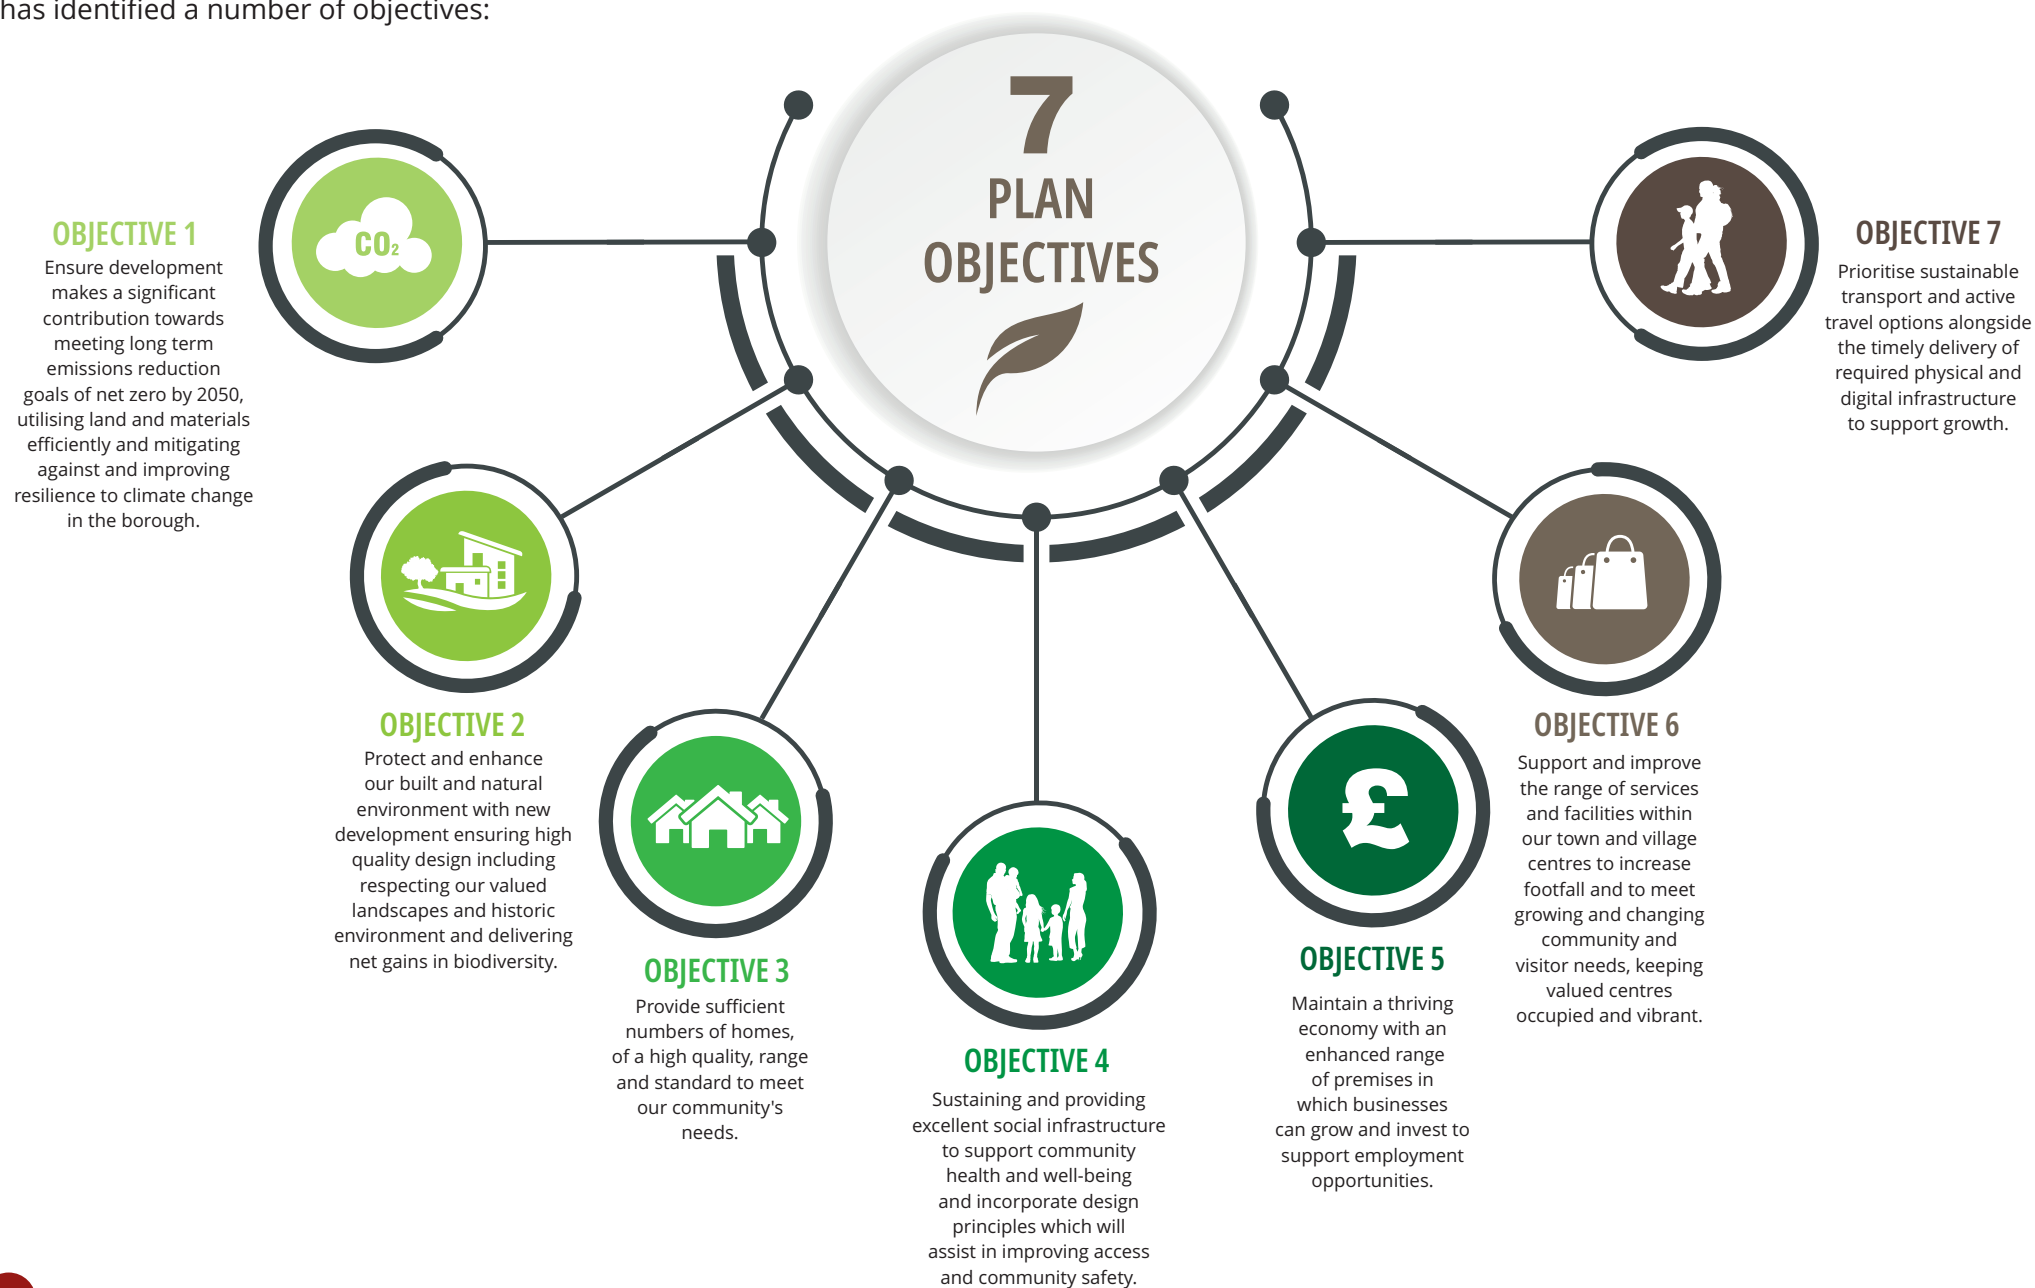 has identified a number of objectives:
7
PLAN
OBJECTIVES
CO₂
OBJECTIVE 1
Ensure development
makes a significant
contribution towards
meeting long term
emissions reduction
goals of net zero by 2050,
utilising land and materials
efficiently and mitigating
against and improving
resilience to climate change
in the borough.
OBJECTIVE 2
Protect and enhance
our built and natural
environment with new
development ensuring high
quality design including
respecting our valued
landscapes and historic
environment and delivering
net gains in biodiversity.
OBJECTIVE 3
Provide sufficient
numbers of homes,
of a high quality, range
and standard to meet
our community's
needs.
OBJECTIVE 4
Sustaining and providing
excellent social infrastructure
to support community
health and well-being
and incorporate design
principles which will
assist in improving access
and community safety.
£
OBJECTIVE 5
Maintain a thriving
economy with an
enhanced range
of premises in
which businesses
can grow and invest to
support employment
opportunities.
OBJECTIVE 6
Support and improve
the range of services
and facilities within
our town and village
centres to increase
footfall and to meet
growing and changing
community and
visitor needs, keeping
valued centres
occupied and vibrant.
OBJECTIVE 7
Prioritise sustainable
transport and active
travel options alongside
the timely delivery of
required physical and
digital infrastructure
to support growth.